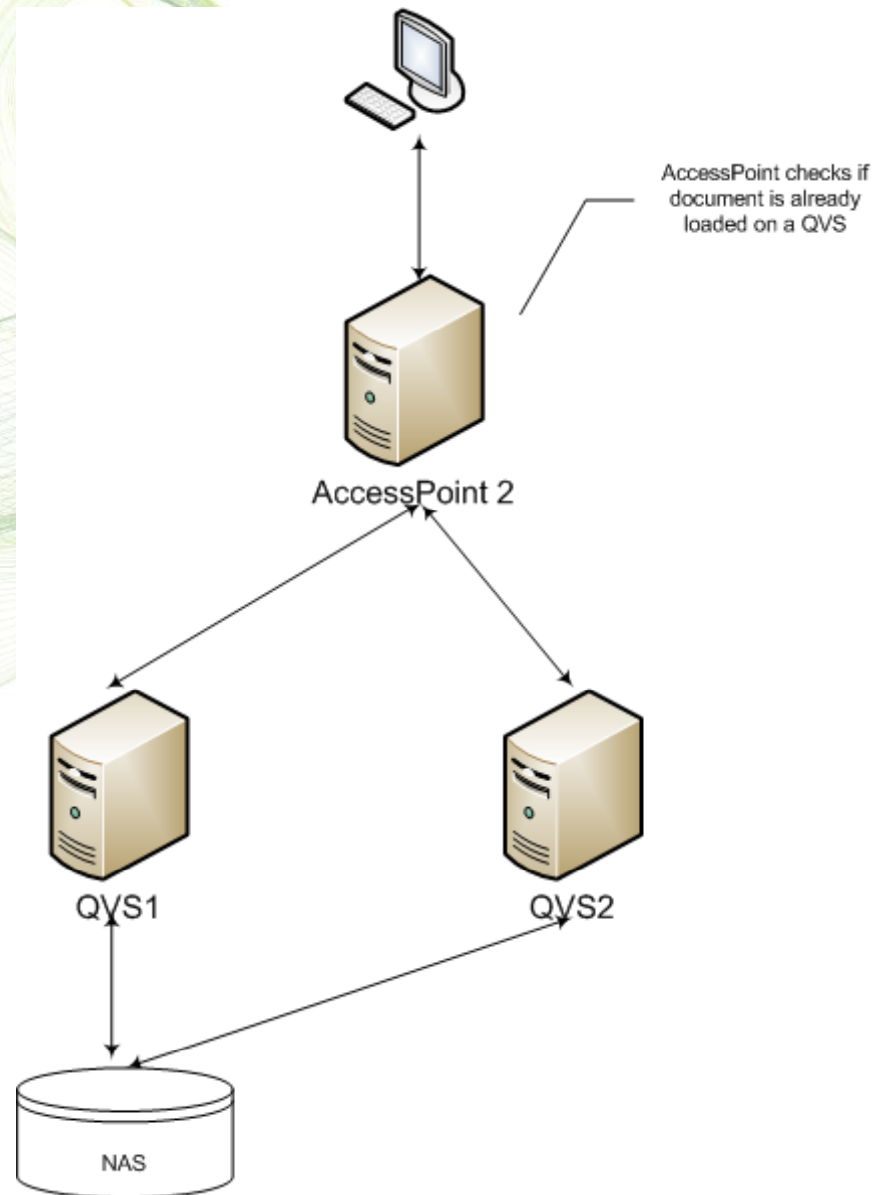 AccessPoint checks if
document is already
loaded on a QVS
AccessPoint 2
QVS1
QVS2
NAS